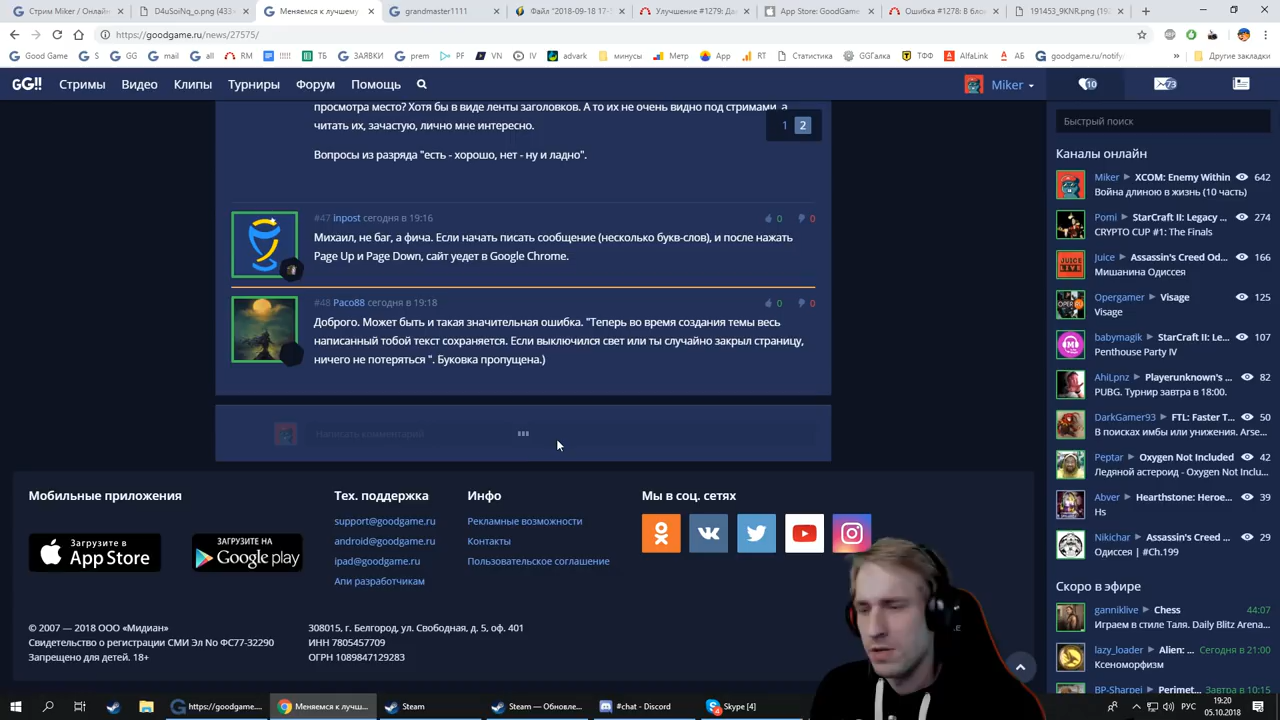 Стрим Miker / Онлайн
D4uSoiNq_o.png (433×
Меняемся к лучшему
grandmaster1111
Файл "2018-09-18 17-5
Улучшение #1279: Дат
App Store: GoodGame
Ошибка #1278: В блок
191453_9KNR.png (197
https://goodgame.ru/news/27575/
Good Game S mail all RM !!!! ТБ ЗАЯВКИ prem PF VN IV advark минусы Метр App RT Статистика GGГалка ТФФ AlfaLink АБ goodgame.ru/notify » Другие закладки
GG!! Стримы Видео Клипы Турниры Форум Помощь Miker 10 73
просмотра место? Хотя бы в виде ленты заголовков. А то их не очень видно под стримами, а
читать их, зачастую, лично мне интересно.
1 2
Вопросы из разряда "есть - хорошо, нет - ну и ладно".
#47 inpost сегодня в 19:16 0 0
Михаил, не баг, а фича. Если начать писать сообщение (несколько букв-слов), и после нажать
Page Up и Page Down, сайт уедет в Google Chrome.
#48 Paco88 сегодня в 19:18 0 0
Доброго. Может быть и такая значительная ошибка. "Теперь во время создания темы весь
написанный тобой текст сохраняется. Если выключился свет или ты случайно закрыл страницу,
ничего не потеряться ". Буковка пропущена.)
Написать комментарий
Быстрый поиск
Каналы онлайн
Miker XCOM: Enemy Within 642
Война длиною в жизнь (10 часть)
Pomi StarCraft II: Legacy ... 274
CRYPTO CUP #1: The Finals
Juice Assassin's Creed Od... 166
Мишанина Одиссея
Opergamer Visage 125
Visage
babymagik StarCraft II: Le... 107
Penthouse Party IV
AhiLpnz Playerunknown's ... 82
PUBG. Турнир завтра в 18:00.
DarkGamer93 FTL: Faster T... 50
В поисках имбы или унижения. Arse...
Peptar Oxygen Not Included 42
Ледяной астероид - Oxygen Not Inclu...
Abver Hearthstone: Heroe... 39
Hs
Nikichar Assassin's Creed ... 29
Одиссея | #Ch.199
Скоро в эфире
ganniklive Chess 44:07
Играем в стиле Таля. Daily Blitz Arena...
lazy_loader Alien: ... Сегодня в 21:00
Ксеноморфизм
BP-Sharpei Perimet... Завтра в 10:15
Мобильные приложения
Загрузите в
App Store
ЗАГРУЗИТЕ НА
Google play
Тех. поддержка
support@goodgame.ru
android@goodgame.ru
ipad@goodgame.ru
Апи разработчикам
Инфо
Рекламные возможности
Контакты
Пользовательское соглашение
Мы в соц. сетях
© 2007 — 2018 ООО «Мидиан»
Свидетельство о регистрации СМИ Эл No ФС77-32290
Запрещено для детей. 18+
308015, г. Белгород, ул. Свободная, д. 5, оф. 401
ИНН 7805457709
ОГРН 1089847129283
https://goodgame....
Меняемся к лучш...
Steam
Steam — Обновле...
#chat - Discord
Skype [4]
РУС
19:20
05.10.2018